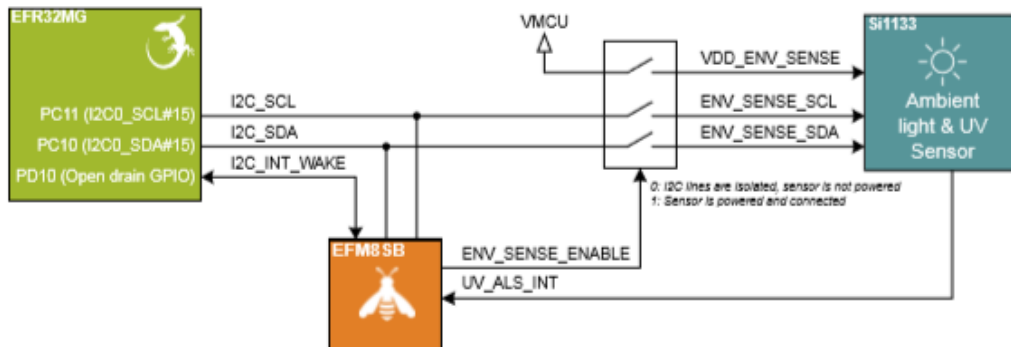 EFR32MG
PC11 (I2C0_SCL#15)
PC10 (I2C0_SDA#15)
PD10 (Open drain GPIO)
I2C_SCL
I2C_SDA
I2C_INT_WAKE
VMCU
VDD_ENV_SENSE
ENV_SENSE_SCL
ENV_SENSE_SDA
0: I2C lines are isolated, sensor is not powered
1: Sensor is powered and connected
Si1133
Ambient
light & UV
Sensor
EFM8SB
ENV_SENSE_ENABLE
UV_ALS_INT